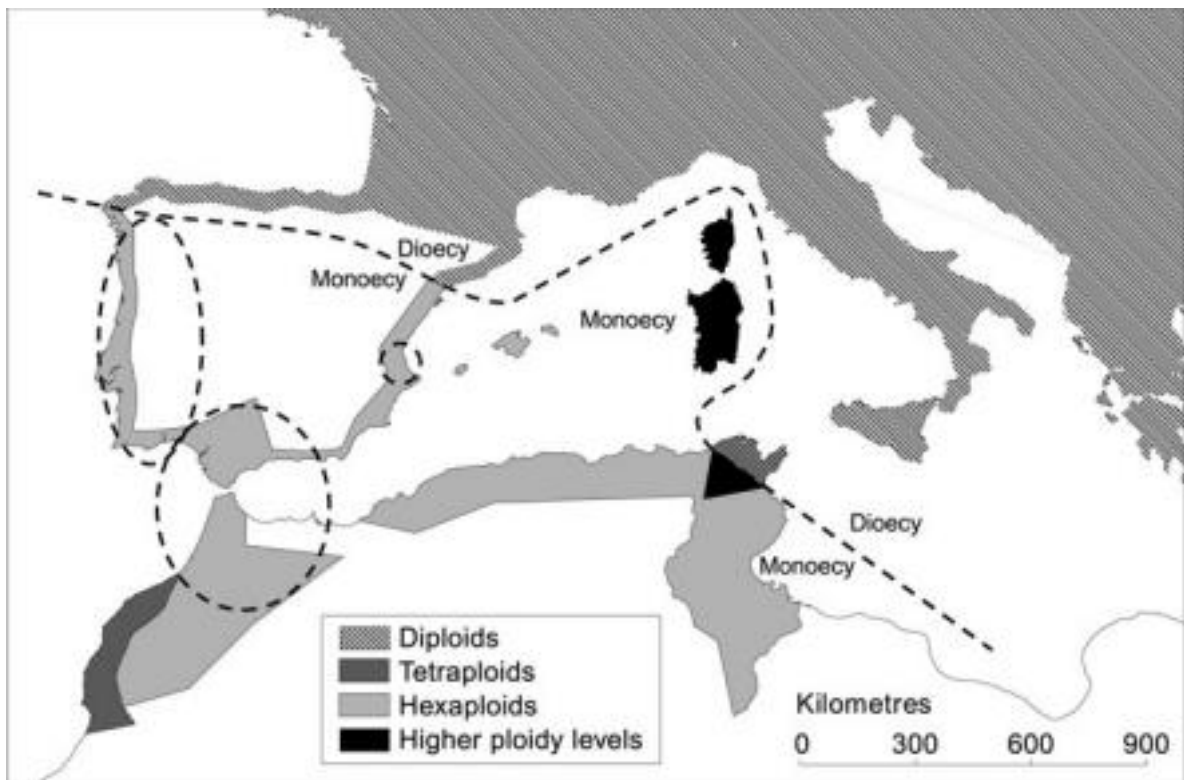 Dioecy
Monoecy
Monoecy
Dioecy
Monoecy
Diploids
Tetraploids
Hexaploids
Higher ploidy levels
Kilometres
0 300 600 900